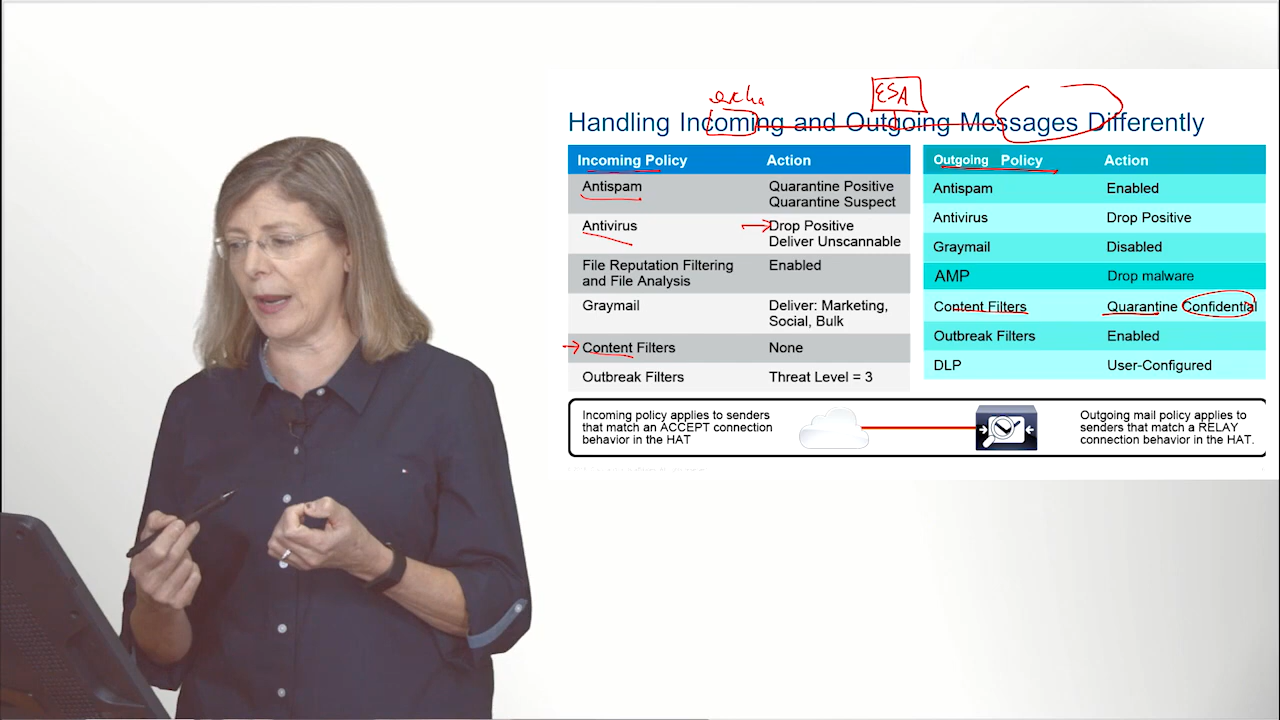 excha
ESA
Handling Incoming and Outgoing Messages Differently
Incoming Policy Action
Antispam Quarantine Positive
Quarantine Suspect
Antivirus Drop Positive
Deliver Unscannable
File Reputation Filtering Enabled
and File Analysis
Graymail Deliver: Marketing,
Social, Bulk
Content Filters None
Outbreak Filters Threat Level = 3
Outgoing Policy Action
Antispam Enabled
Antivirus Drop Positive
Graymail Disabled
AMP Drop malware
Content Filters Quarantine Confidential
Outbreak Filters Enabled
DLP User-Configured
Incoming policy applies to senders
that match an ACCEPT connection
behavior in the HAT
Outgoing mail policy applies to
senders that match a RELAY
connection behavior in the HAT.